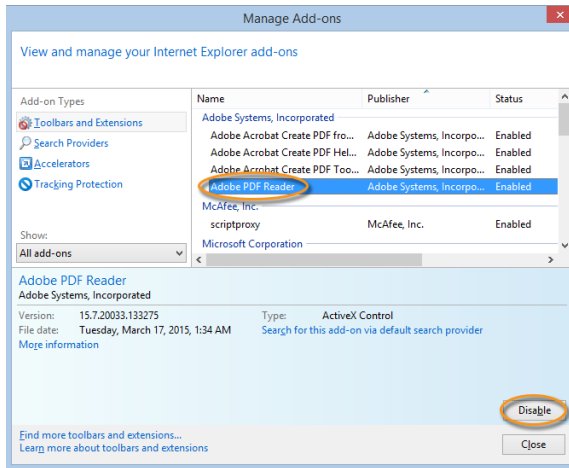 Manage Add-ons
View and manage your Internet Explorer add-ons
Add-on Types
Toolbars and Extensions
Search Providers
Accelerators
Tracking Protection
Show:
All add-ons
Name Publisher Status
Adobe Systems, Incorporated
Adobe Acrobat Create PDF fro... Adobe Systems, Incorpo... Enabled
Adobe Acrobat Create PDF Hel... Adobe Systems, Incorpo... Enabled
Adobe Acrobat Create PDF Too... Adobe Systems, Incorpo... Enabled
Adobe PDF Reader Adobe Systems, Incorpo... Enabled
McAfee, Inc.
scriptproxy McAfee, Inc. Enabled
Microsoft Corporation
Adobe PDF Reader
Adobe Systems, Incorporated
Version: 15.7.20033.133275 Type: ActiveX Control
File date: Tuesday, March 17, 2015, 1:34 AM Search for this add-on via default search provider
More information
Disable
Find more toolbars and extensions...
Learn more about toolbars and extensions
Close